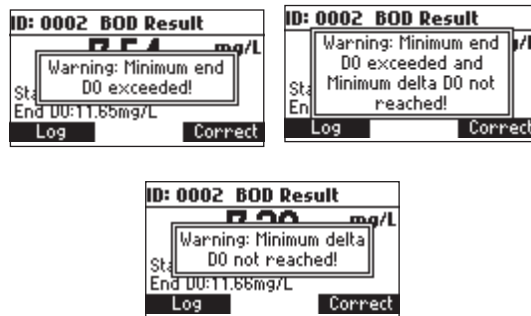 ID: 0002 BOD Result
mg/L
Warning: Minimum end
DO exceeded!
End DO:11.65mg/L
Log Correct
ID: 0002 BOD Result
Warning: Minimum end
DO exceeded and
Minimum delta DO not
reached!
Log Correct
ID: 0002 BOD Result
mg/L
Warning: Minimum delta
DO not reached!
End DO:11.66mg/L
Log Correct